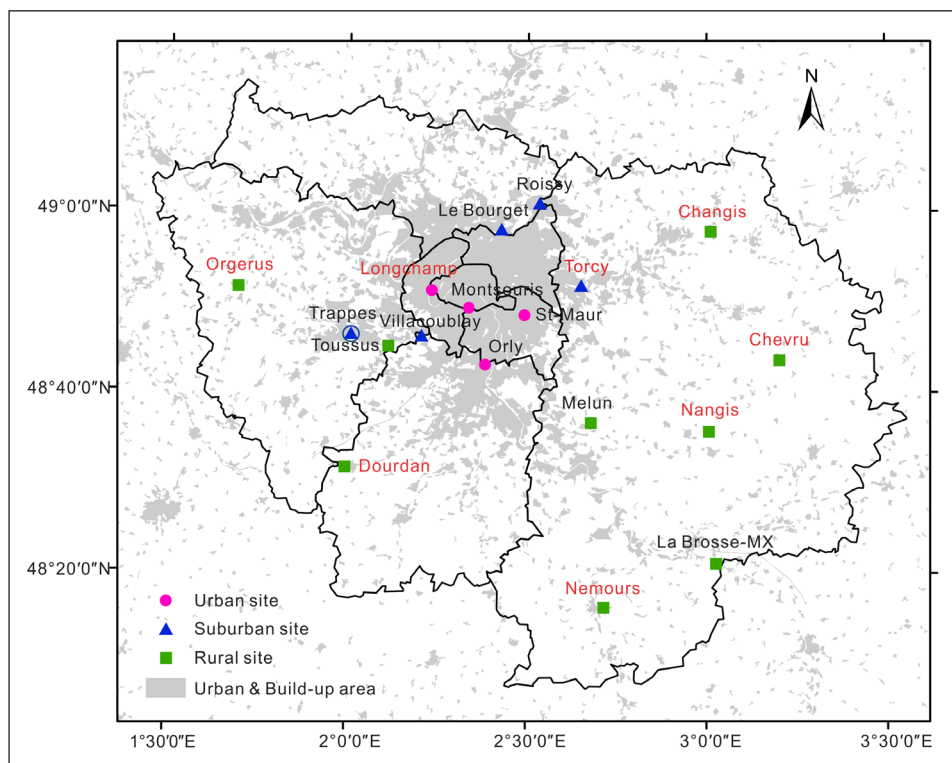 N
Roissy
49°0'0"N
Le Bourget
Changis
Orgerus
Longchamp
Torcy
Montsouris
Trappes
Villacoublay
St-Maur
Toussus
Orly
Chevru
48°40'0"N
Melun
Nangis
Dourdan
La Brosse-MX
48°20'0"N
Nemours
Urban site
Suburban site
Rural site
Urban & Build-up area
1°30'0"E
2°0'0"E
2°30'0"E
3°0'0"E
3°30'0"E